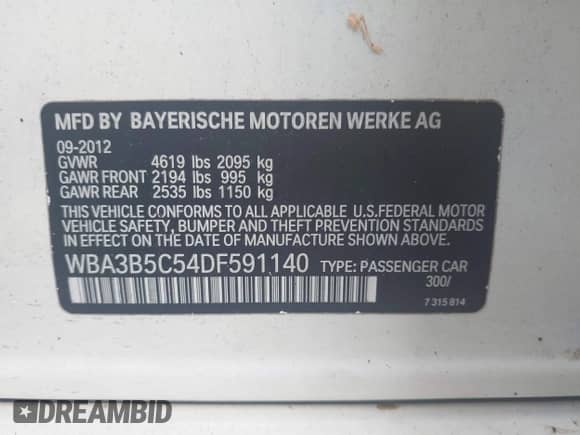 MFD BY BAYERISCHE MOTOREN WERKE AG
09-2012
GVWR 4619 lbs 2095 kg
GAWR FRONT 2194 lbs 995 kg
GAWR REAR 2535 lbs 1150 kg
THIS VEHICLE CONFORMS TO ALL APPLICABLE U.S.FEDERAL MOTOR
VEHICLE SAFETY, BUMPER AND THEFT PREVENTION STANDARDS
IN EFFECT ON THE DATE OF MANUFACTURE SHOWN ABOVE.
WBA3B5C54DF591140 TYPE: PASSENGER CAR
300/
7 315 814
DREAMBID